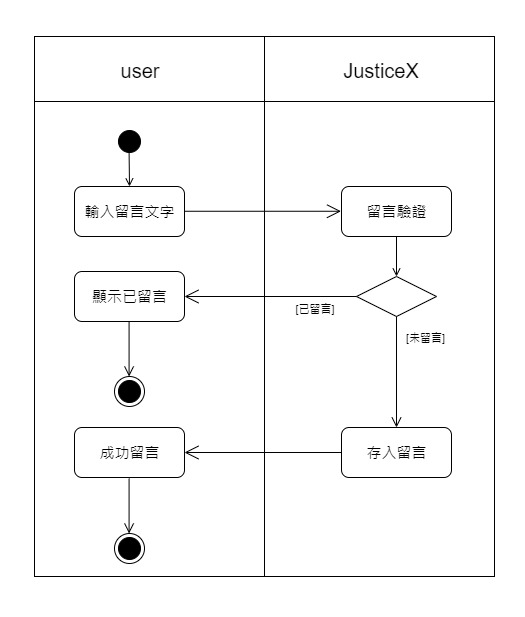 user
JusticeX
輸入留言文字
留言驗證
顯示已留言
[已留言]
[未留言]
成功留言
存入留言